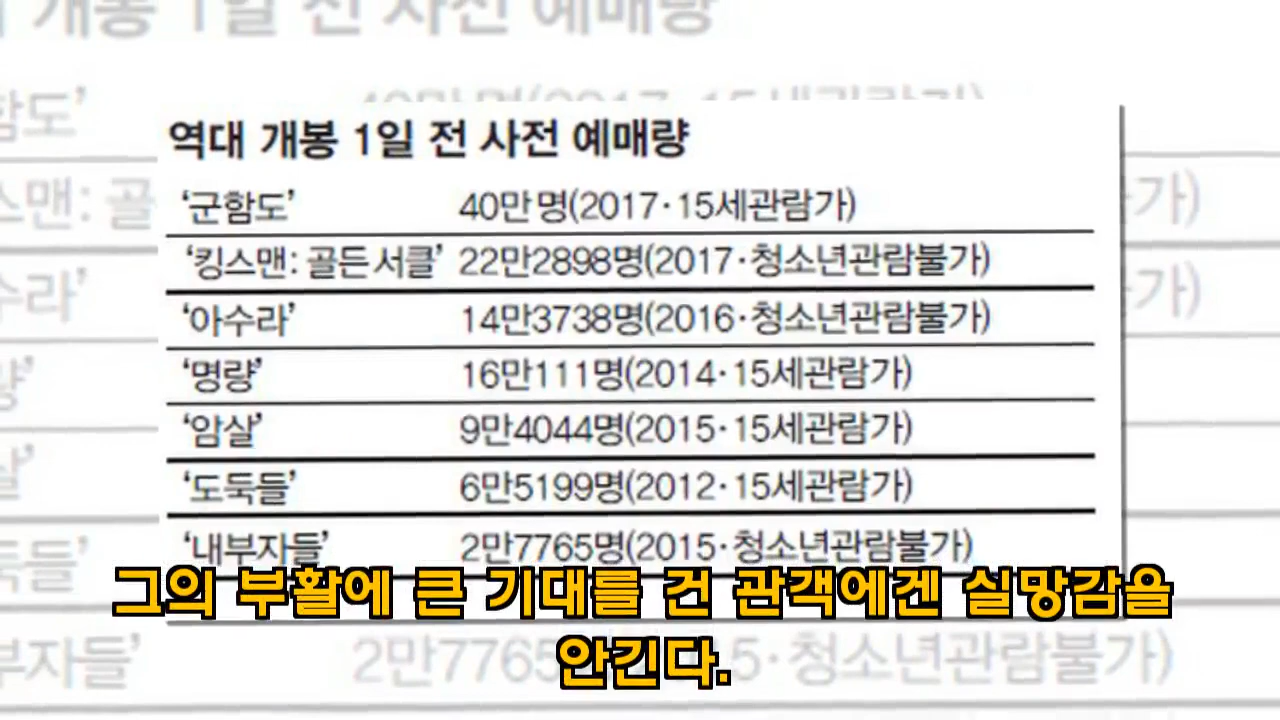 역대 개봉 1일 전 사전 예매량
‘군함도’ 40만 명(2017·15세관람가)
‘킹스맨: 골든 서클’ 22만2898명(2017·청소년관람불가)
‘아수라’ 14만3738명(2016·청소년관람불가)
‘명량’ 16만111명(2014·15세관람가)
‘암살’ 9만4044명(2015·15세관람가)
‘도둑들’ 6만5199명(2012·15세관람가)
‘내부자들’ 2만7765명(2015·청소년관람불가)
그의 부활에 큰 기대를 건 관객에겐 실망감을
안긴다.